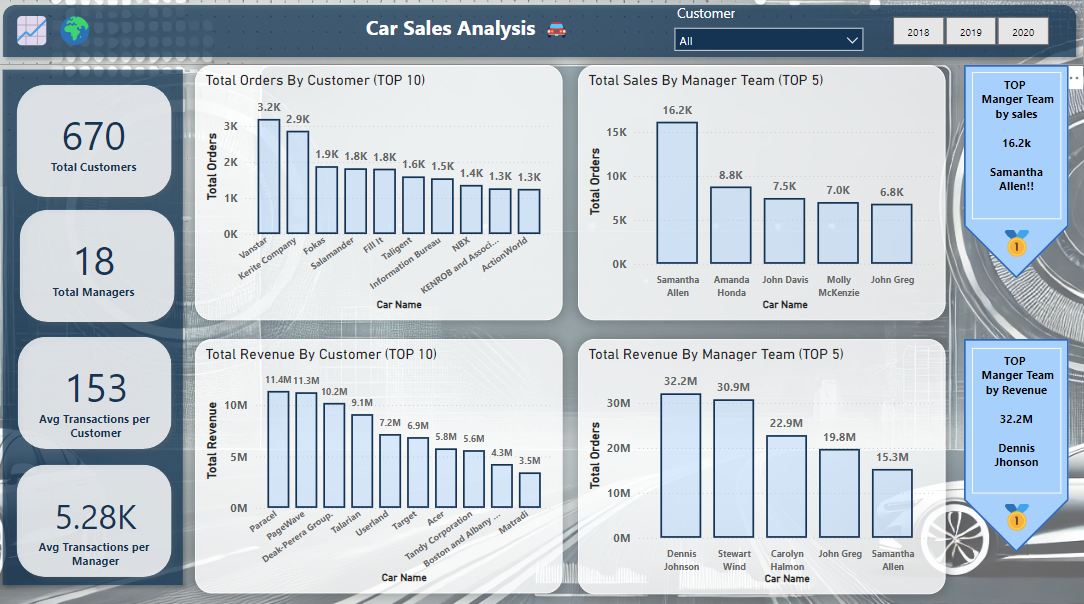 Car Sales Analysis
Customer
All
2018
2019
2020
670
Total Customers
18
Total Managers
153
Avg Transactions per
Customer
5.28K
Avg Transactions per
Manager
Total Orders By Customer (TOP 10)
Total Orders
3K
2K
1K
0K
3.2K
2.9K
1.9K
1.8K
1.8K
1.6K
1.5K
1.4K
1.3K
1.3K
Vanstar
Kerite Company
Fokas
Salamander
Fill It
Taligent
Information Bureau
NBX
KENROB and Associ...
ActionWorld
Car Name
Total Sales By Manager Team (TOP 5)
Total Orders
15K
10K
5K
0K
16.2K
8.8K
7.5K
7.0K
6.8K
Samantha
Allen
Amanda
Honda
John Davis
Molly
McKenzie
John Greg
Car Name
TOP
Manger Team
by sales
16.2k
Samantha
Allen!!
1
Total Revenue By Customer (TOP 10)
Total Revenue
10M
5M
0M
11.4M
11.3M
10.2M
9.1M
7.2M
6.9M
5.8M
5.6M
4.3M
3.5M
Paracel
PageWave
Deak-Perera Group.
Talarian
Userland
Target
Acer
Tandy Corporation
Boston and Albany ...
Matradi
Car Name
Total Revenue By Manager Team (TOP 5)
Total Orders
30M
20M
10M
0M
32.2M
30.9M
22.9M
19.8M
15.3M
Dennis
Johnson
Stewart
Wind
Carolyn
Halmon
John Greg
Samantha
Allen
Car Name
TOP
Manger Team
by Revenue
32.2M
Dennis
Jhonson
1